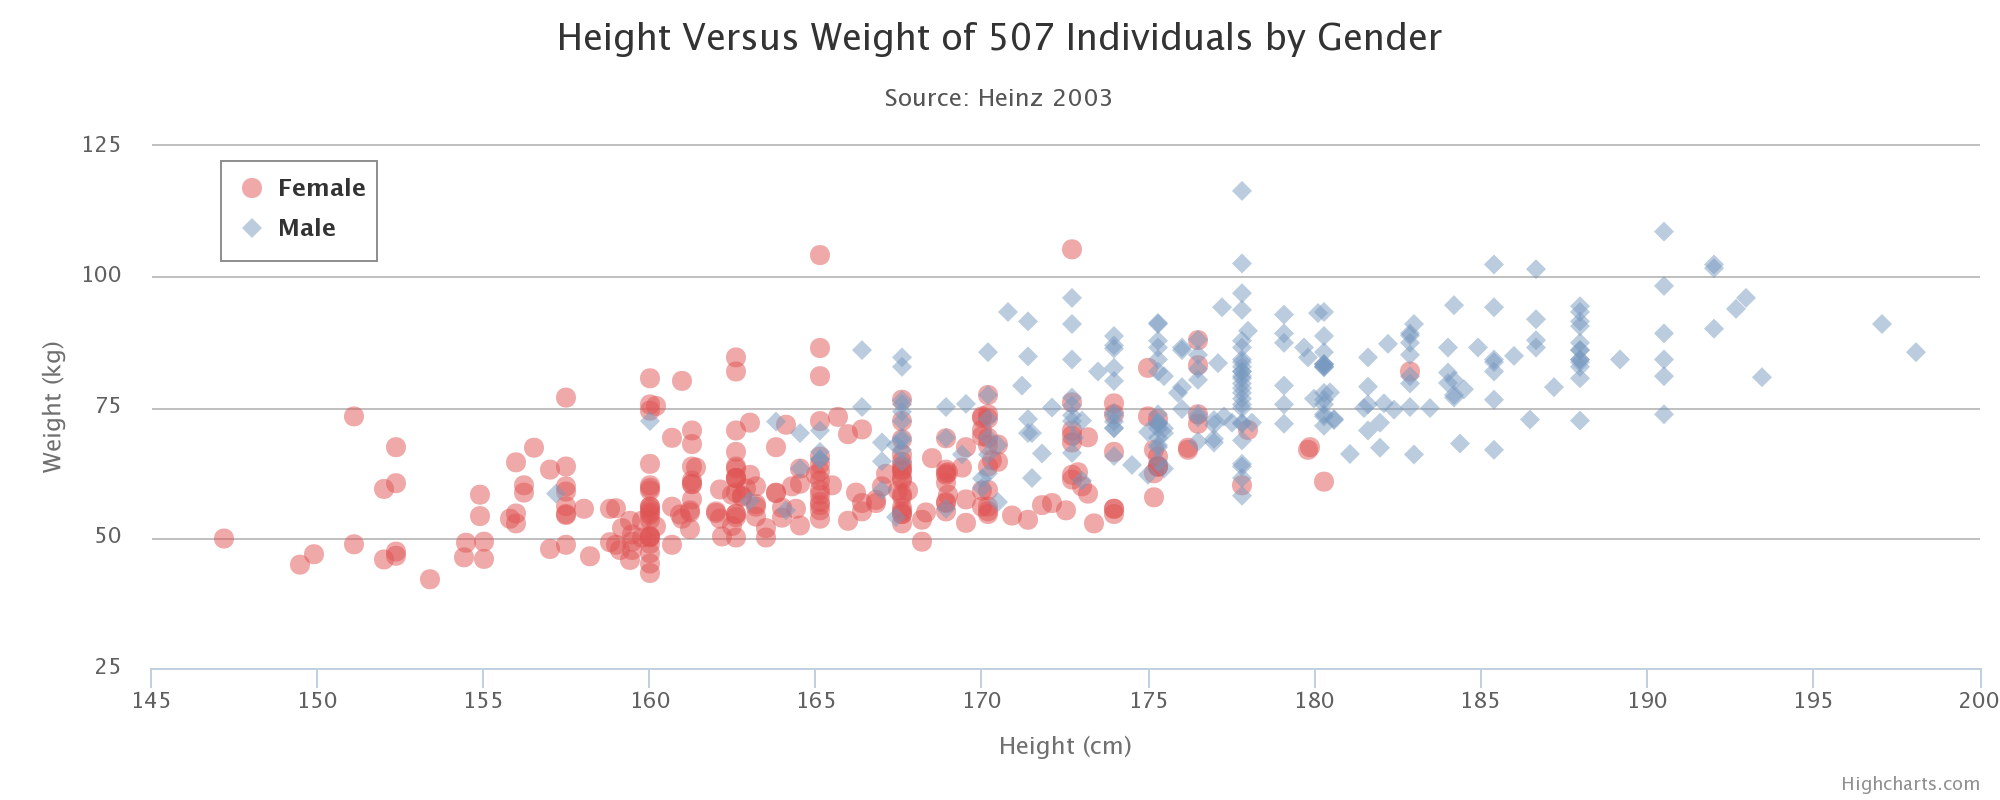 Height Versus Weight of 507 Individuals by Gender
Source: Heinz 2003
125
Female
Male
100
75
50
25
Weight (kg)
145 150 155 160 165 170 175 180 185 190 195 200
Height (cm)
Highcharts.com